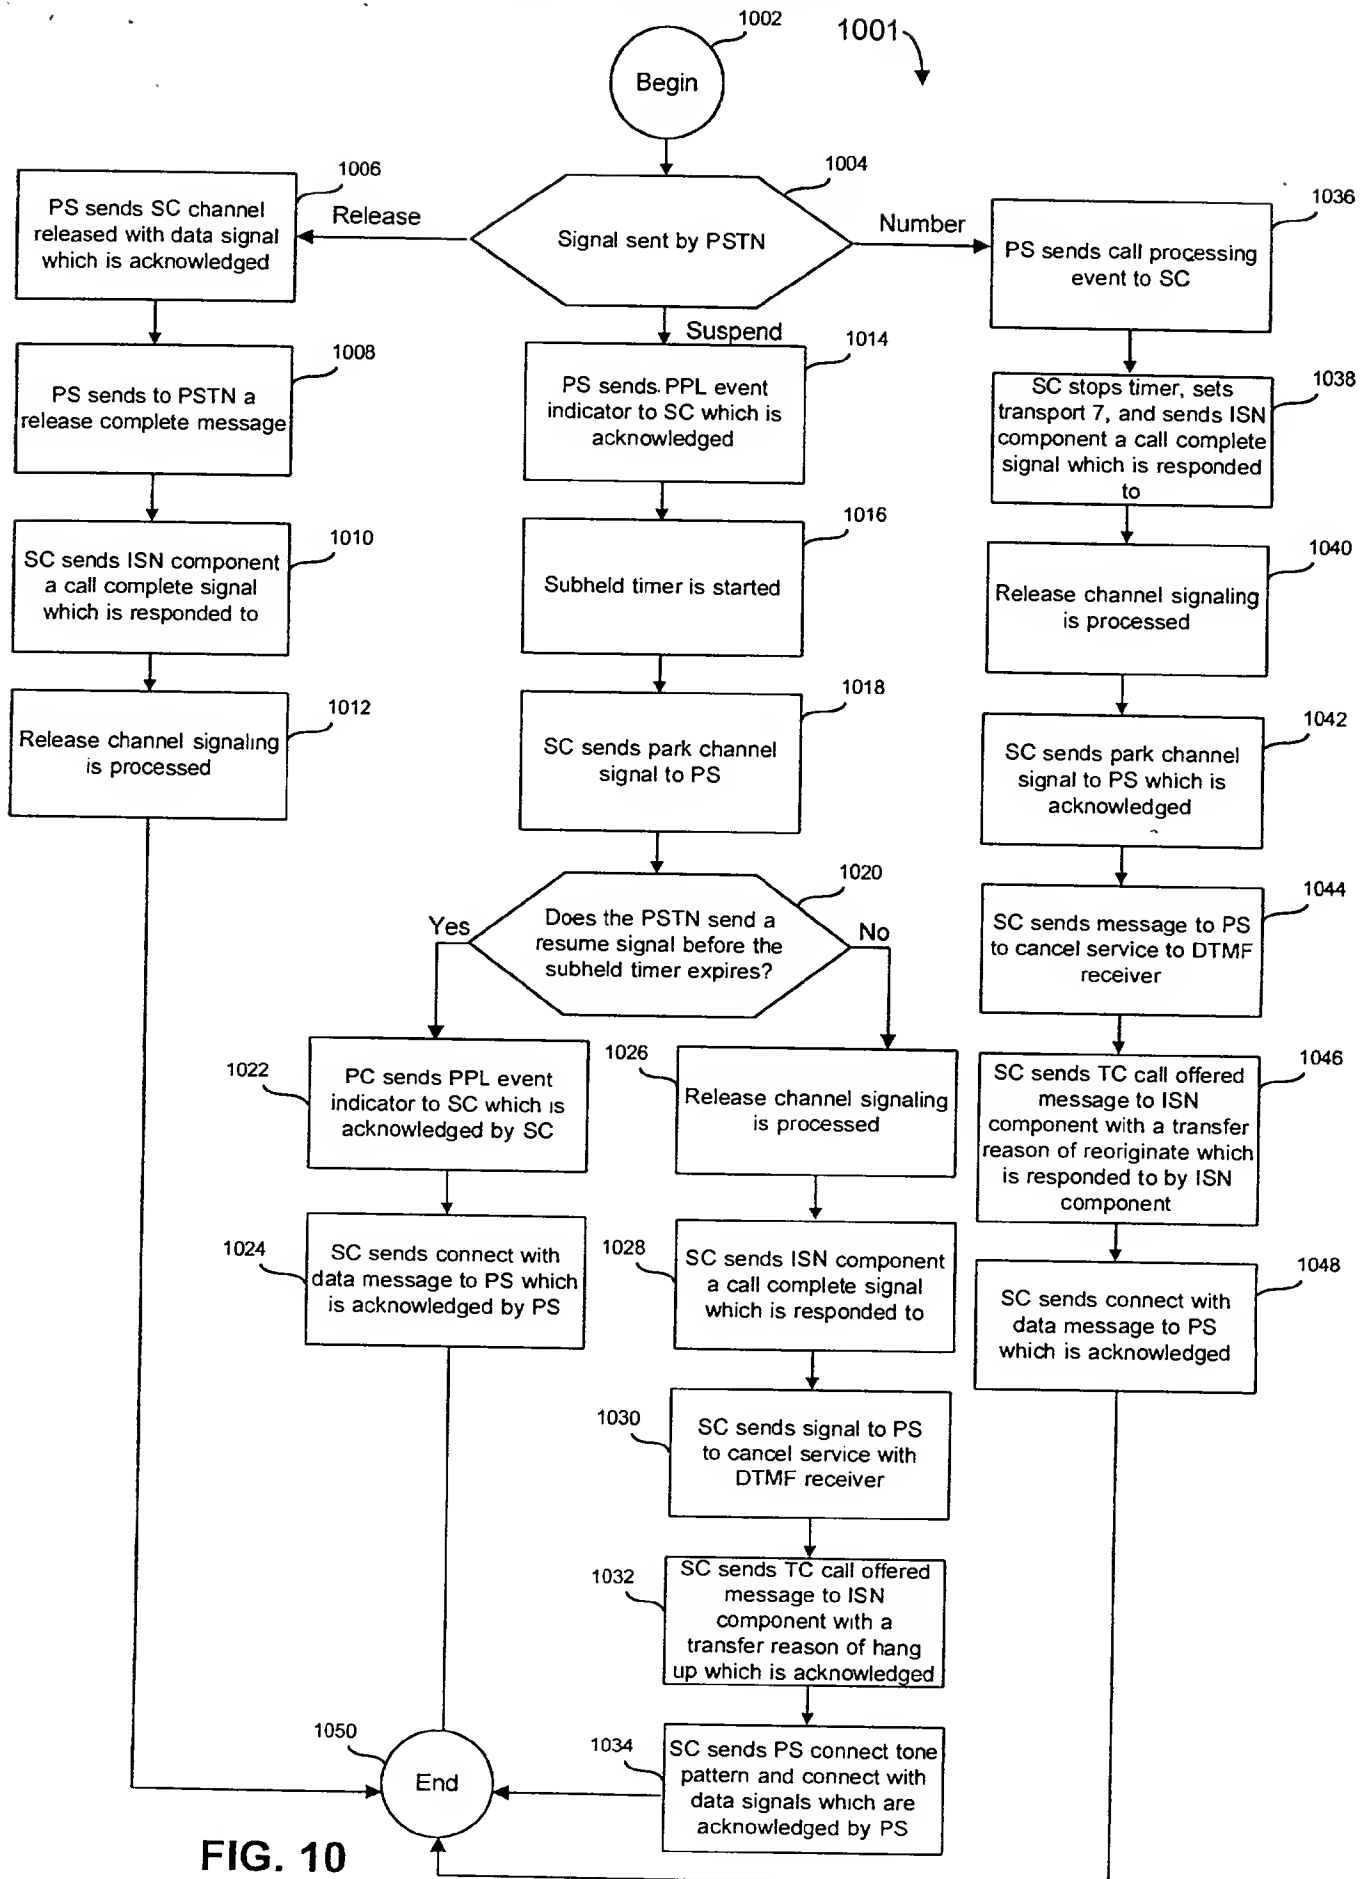 1002
1001
Begin
1004
Signal sent by PSTN
Release
Number
Suspend
1006
PS sends SC channel
released with data signal
which is acknowledged
1008
PS sends to PSTN a
release complete message
1010
SC sends ISN component
a call complete signal
which is responded to
1012
Release channel signaling
is processed
1014
PS sends PPL event
indicator to SC which is
acknowledged
1016
Subheld timer is started
1018
SC sends park channel
signal to PS
1020
Does the PSTN send a
resume signal before the
subheld timer expires?
Yes
No
1022
PC sends PPL event
indicator to SC which is
acknowledged by SC
1024
SC sends connect with
data message to PS which
is acknowledged by PS
1026
Release channel signaling
is processed
1028
SC sends ISN component
a call complete signal
which is responded to
1030
SC sends signal to PS
to cancel service with
DTMF receiver
1032
SC sends TC call offered
message to ISN
component with a
transfer reason of hang
up which is acknowledged
1034
SC sends PS connect tone
pattern and connect with
data signals which are
acknowledged by PS
1036
PS sends call processing
event to SC
1038
SC stops timer, sets
transport 7, and sends ISN
component a call complete
signal which is responded
to
1040
Release channel signaling
is processed
1042
SC sends park channel
signal to PS which is
acknowledged
1044
SC sends message to PS
to cancel service to DTMF
receiver
1046
SC sends TC call offered
message to ISN
component with a transfer
reason of reoriginate which
is responded to by ISN
component
1048
SC sends connect with
data message to PS
which is acknowledged
1050
End
FIG. 10